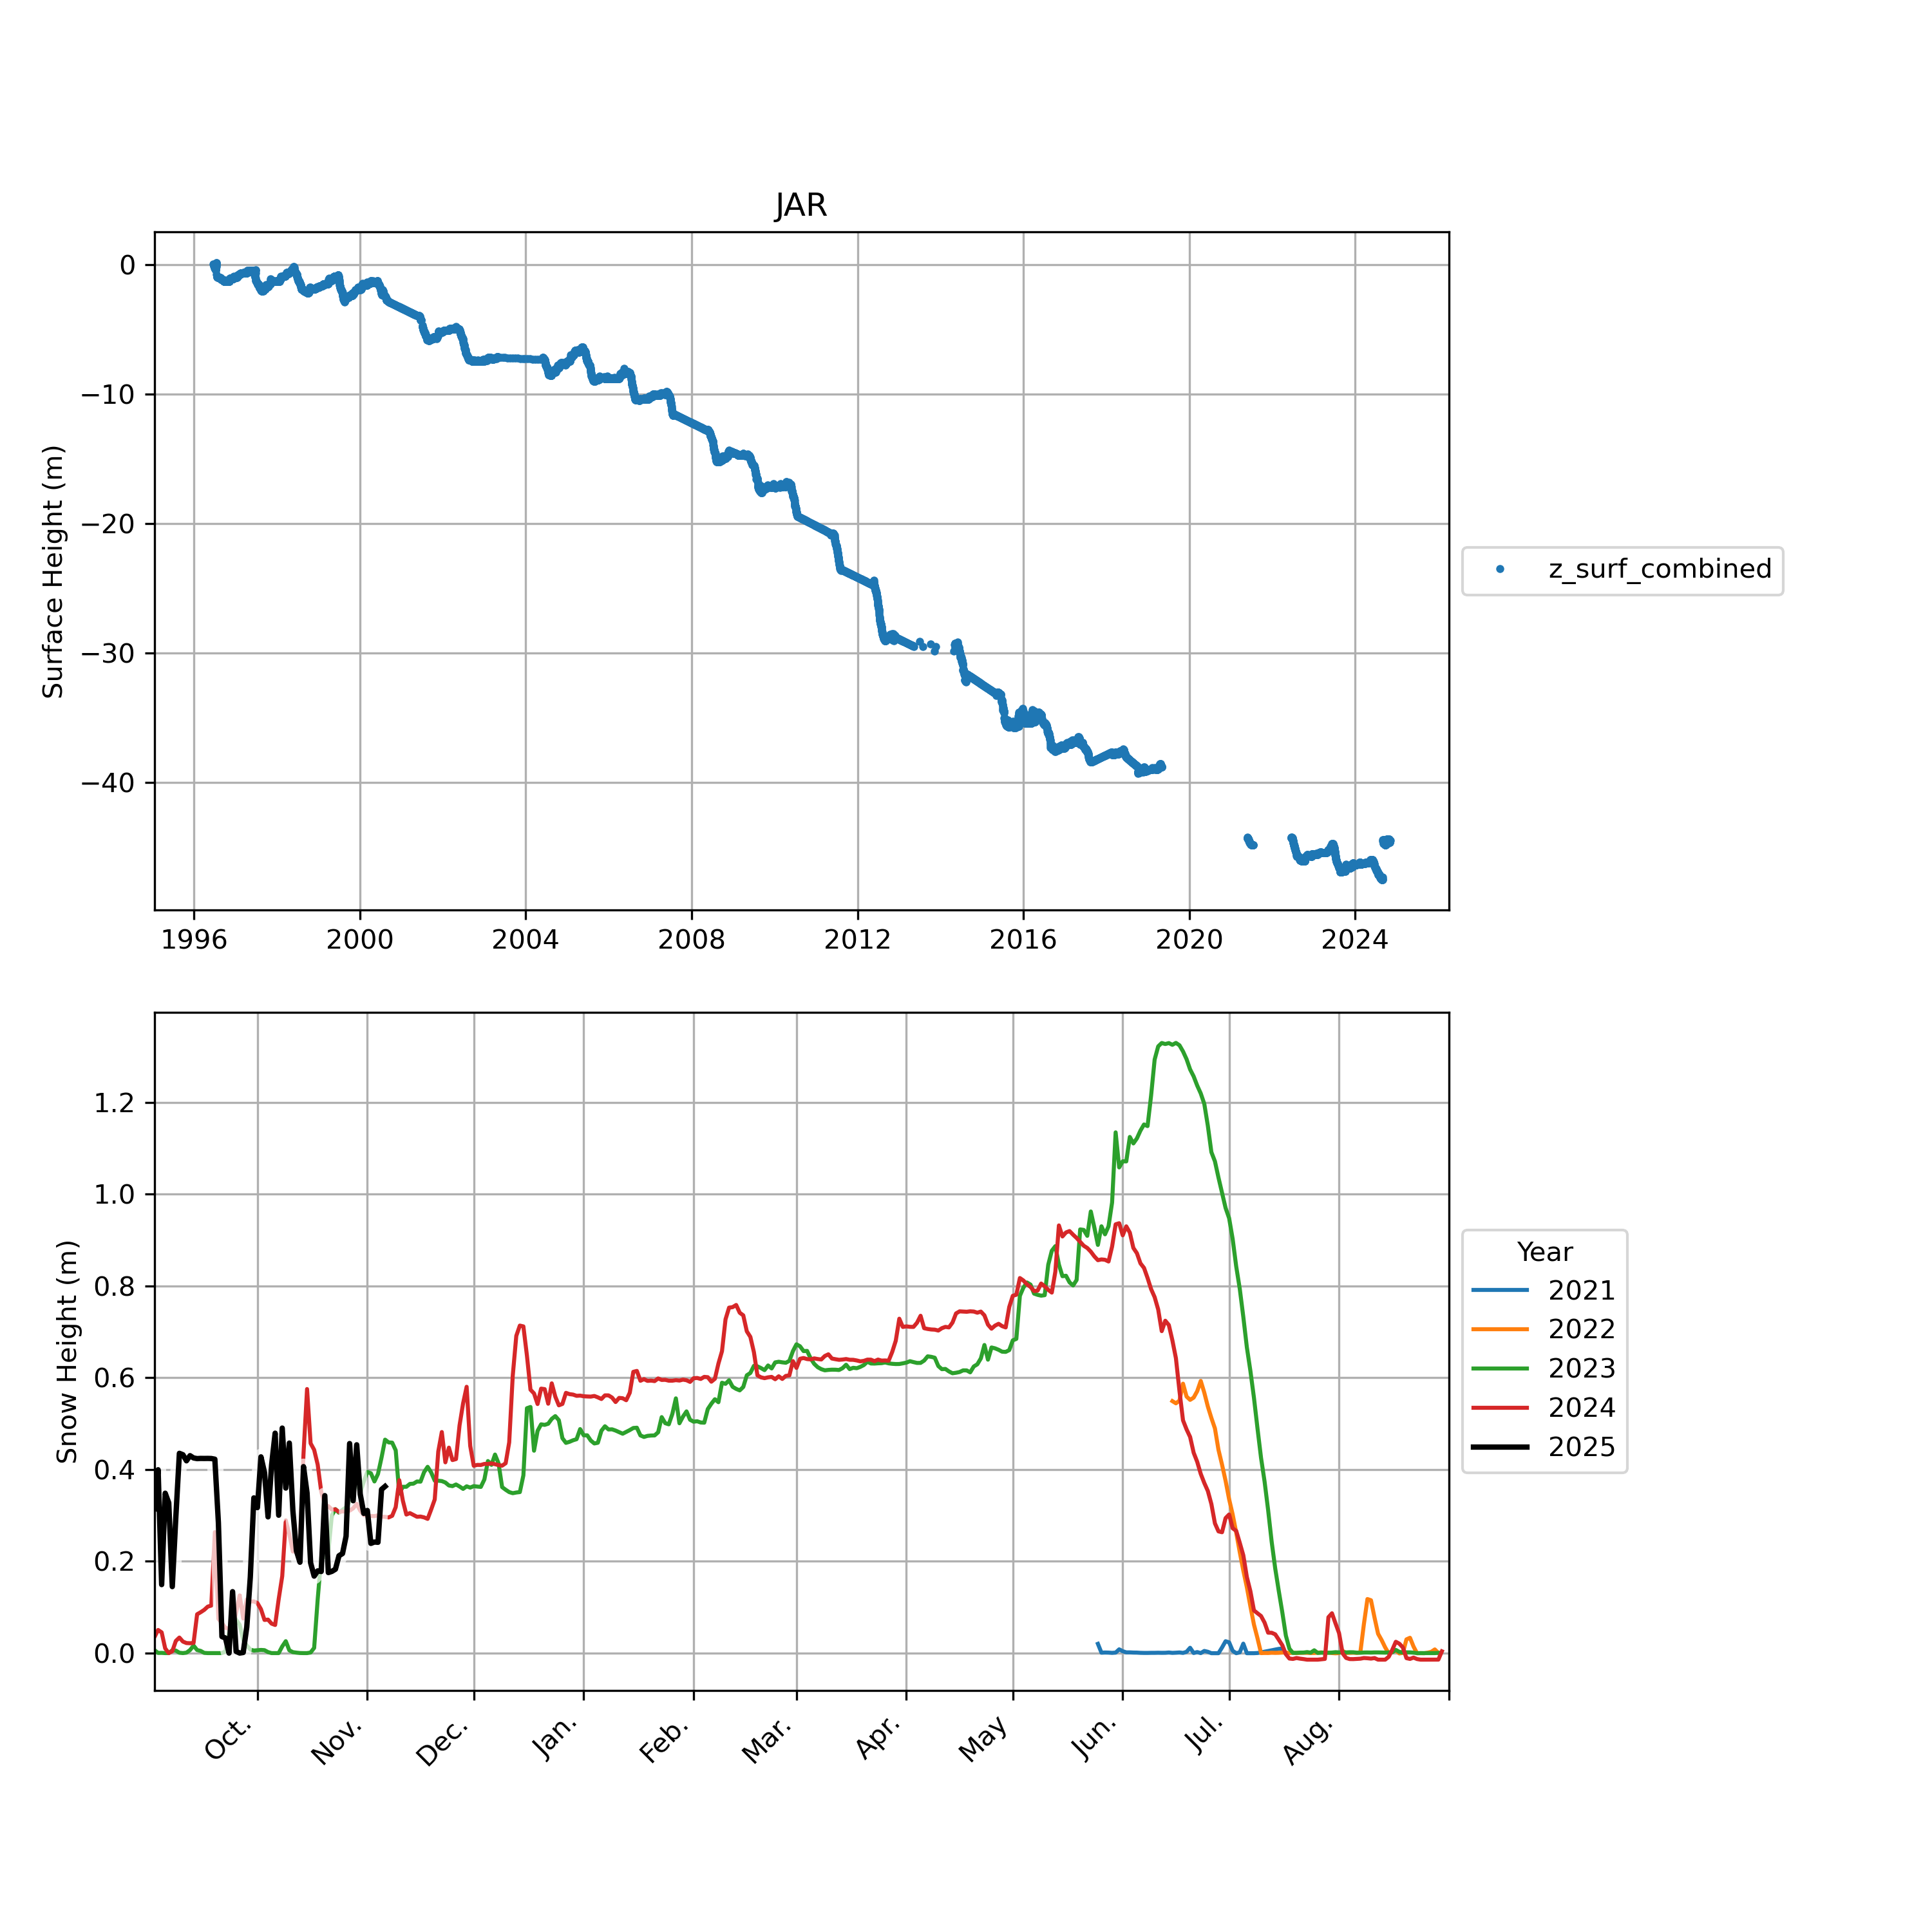 JAR
Surface Height (m)
0
−10
−20
−30
−40
1996 2000 2004 2008 2012 2016 2020 2024
z_surf_combined
Snow Height (m)
1.2
1.0
0.8
0.6
0.4
0.2
0.0
Oct. Nov. Dec. Jan. Feb. Mar. Apr. May Jun. Jul. Aug.
Year
2021
2022
2023
2024
2025